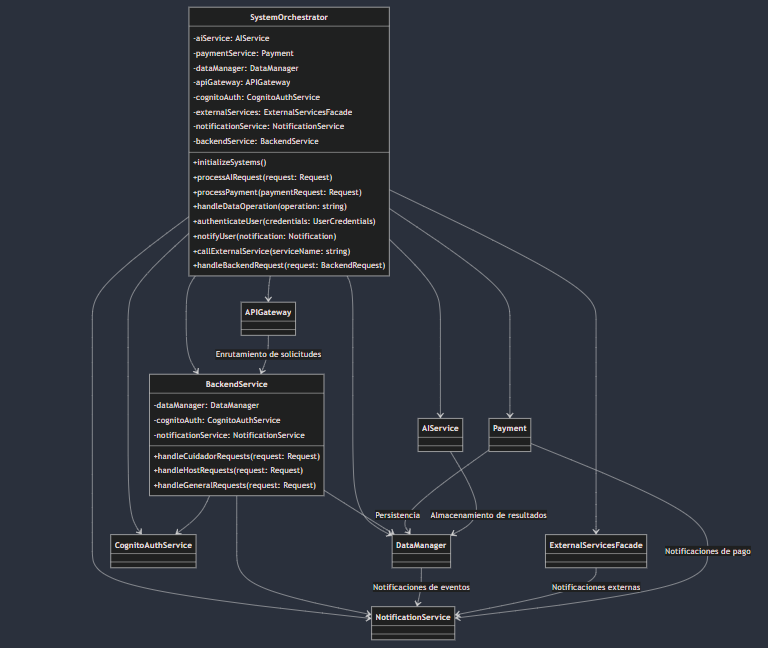 SystemOrchestrator
-aiService: AIService
-paymentService: Payment
-dataManager: DataManager
-apiGateway: APIGateway
-cognitoAuth: CognitoAuthService
-externalServices: ExternalServicesFacade
-notificationService: NotificationService
-backendService: BackendService
+initializeSystems()
+processAIRequest(request: Request)
+processPayment(paymentRequest: Request)
+handleDataOperation(operation: string)
+authenticateUser(credentials: UserCredentials)
+notifyUser(notification: Notification)
+callExternalService(serviceName: string)
+handleBackendRequest(request: BackendRequest)
APIGateway
Enrutamiento de solicitudes
BackendService
-dataManager: DataManager
-cognitoAuth: CognitoAuthService
-notificationService: NotificationService
+handleCuidadorRequests(request: Request)
+handleHostRequests(request: Request)
+handleGeneralRequests(request: Request)
AIService
Payment
Persistencia
Almacenamiento de resultados
CognitoAuthService
DataManager
ExternalServicesFacade
Notificaciones de pago
Notificaciones de eventos
Notificaciones externas
NotificationService